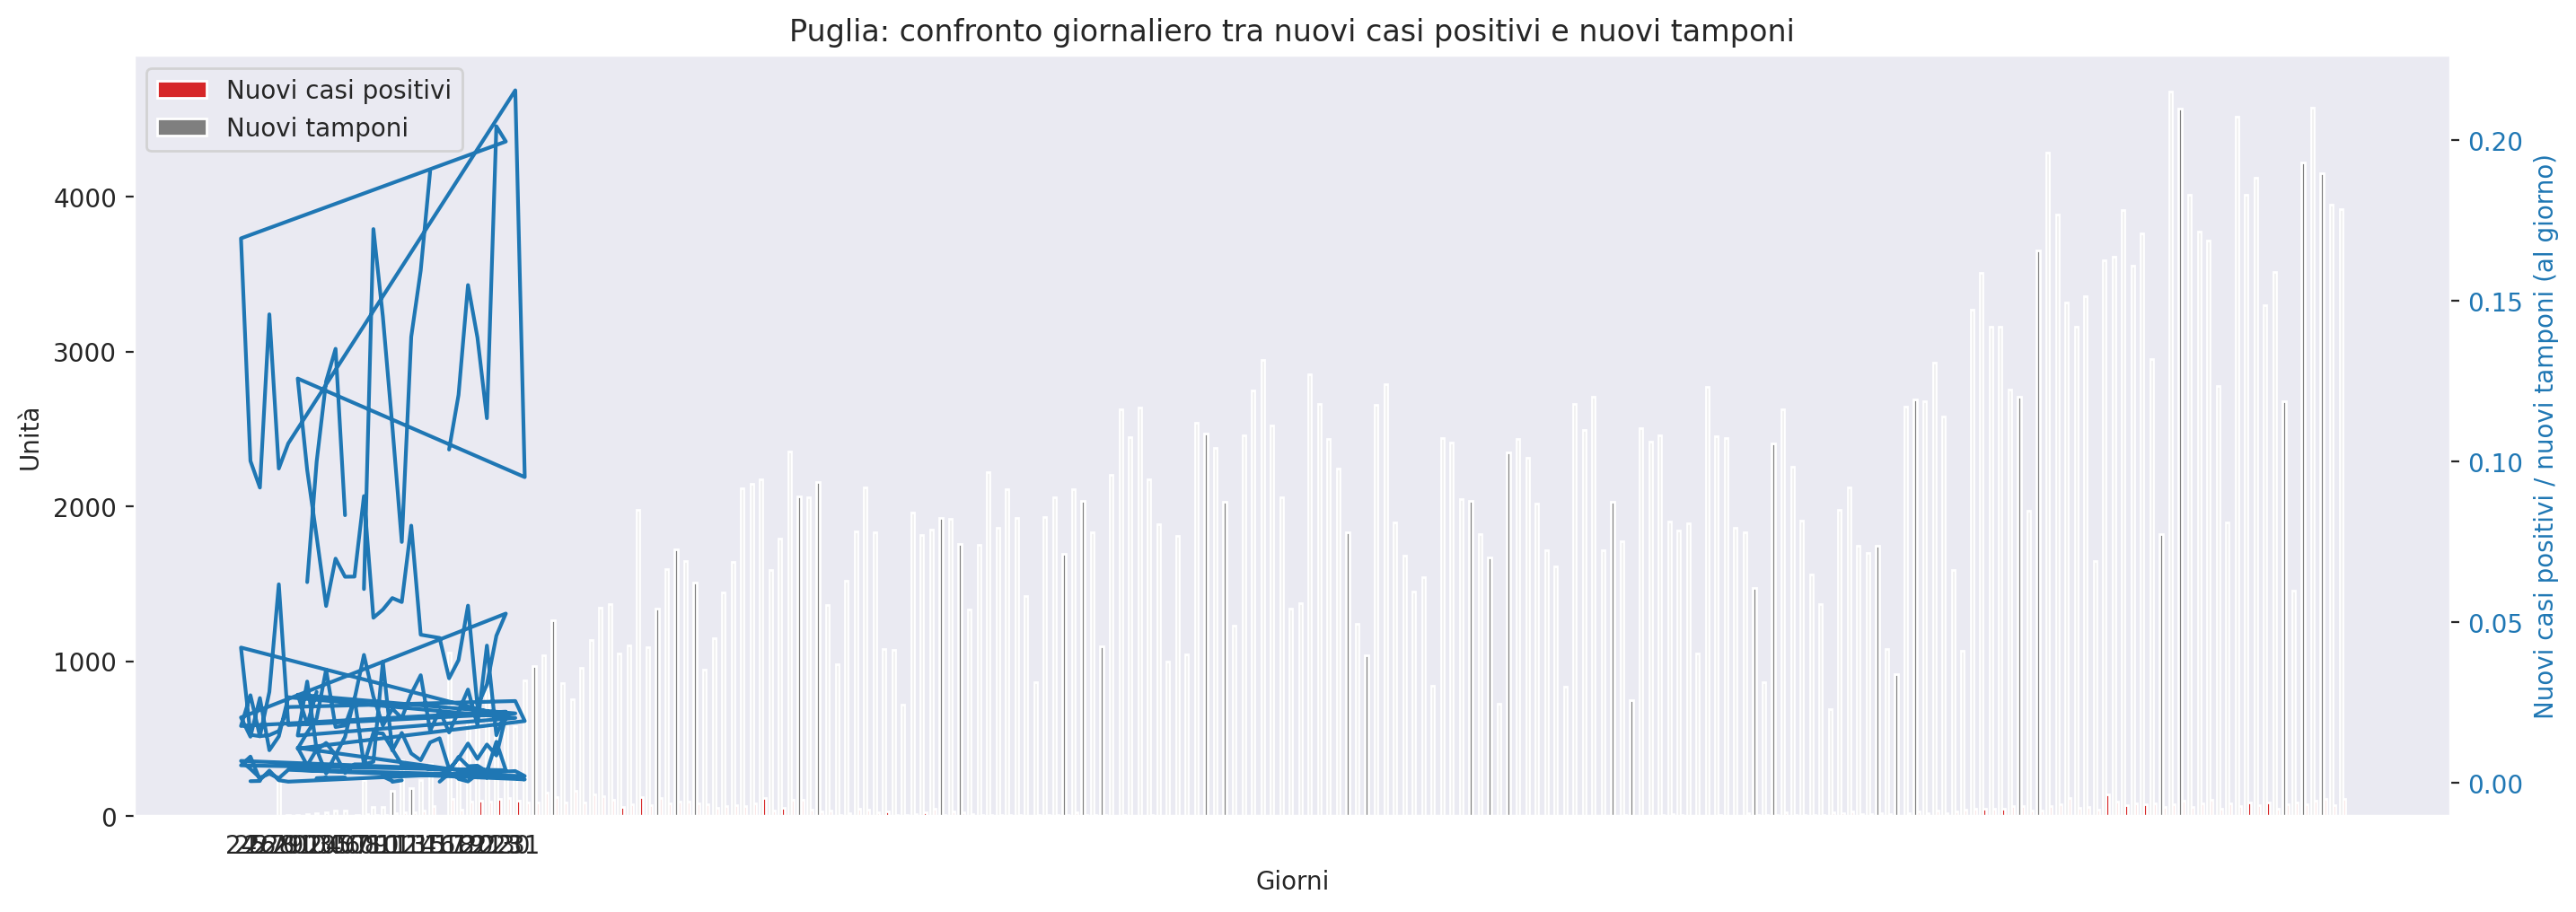 Puglia: confronto giornaliero tra nuovi casi positivi e nuovi tamponi
Nuovi casi positivi
Nuovi tamponi
Unità
4000
3000
2000
1000
0
0.20
0.15
0.10
0.05
0.00
Nuovi casi positivi / nuovi tamponi (al giorno)
Giorni